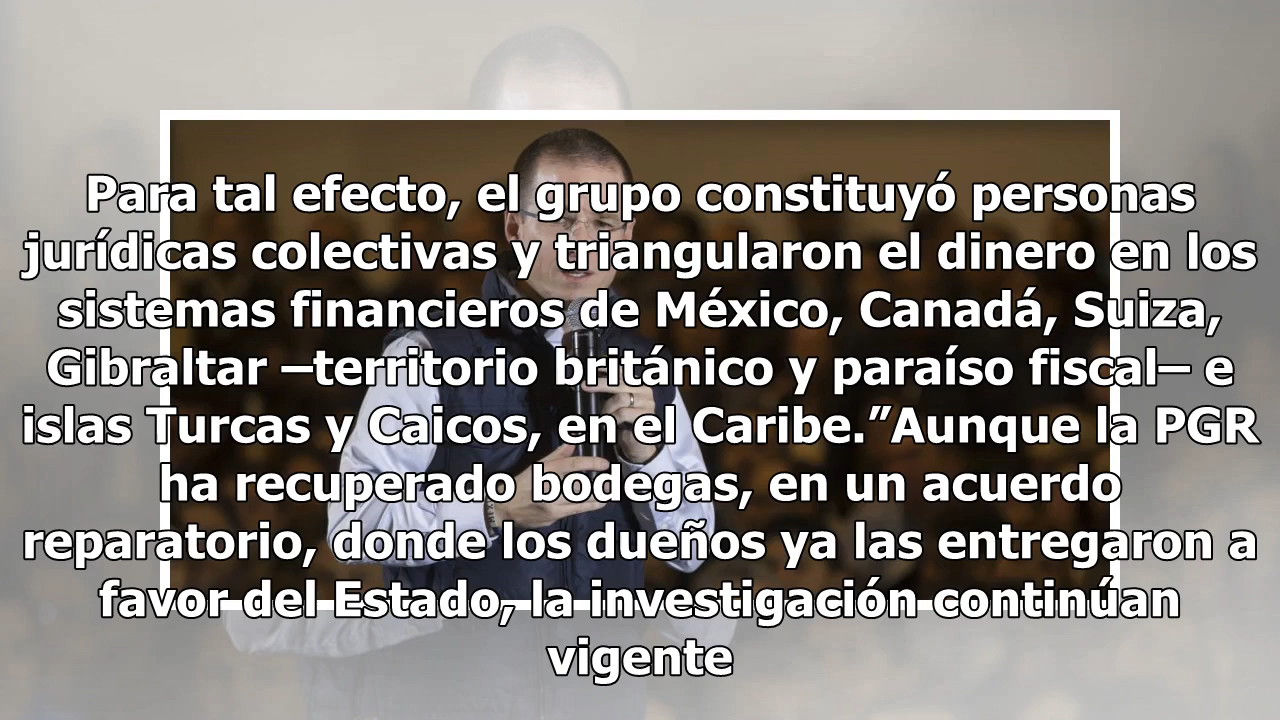 Para tal efecto, el grupo constituyó personas
jurídicas colectivas y triangularon el dinero en los
sistemas financieros de México, Canadá, Suiza,
Gibraltar –territorio británico y paraíso fiscal– e
islas Turcas y Caicos, en el Caribe.”Aunque la PGR
ha recuperado bodegas, en un acuerdo
reparatorio, donde los dueños ya las entregaron a
favor del Estado, la investigación continúan
vigente